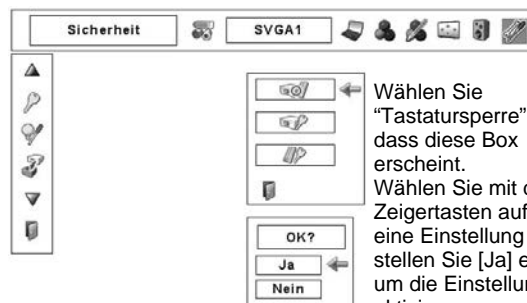 Sicherheit
SVGA1
Wählen Sie
"Tastatursperre"
dass diese Box
erscheint.
Wählen Sie mit
Zeigertasten auf
eine Einstellung
stellen Sie [Ja]
um die
OK?
Ja
Nein